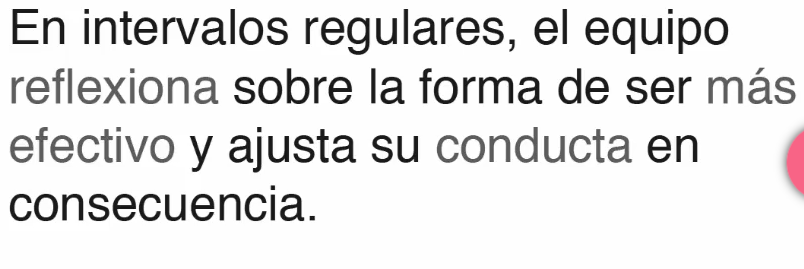 En intervalos regulares, el equipo
reflexiona sobre la forma de ser más
efectivo y ajusta su conducta en
consecuencia.